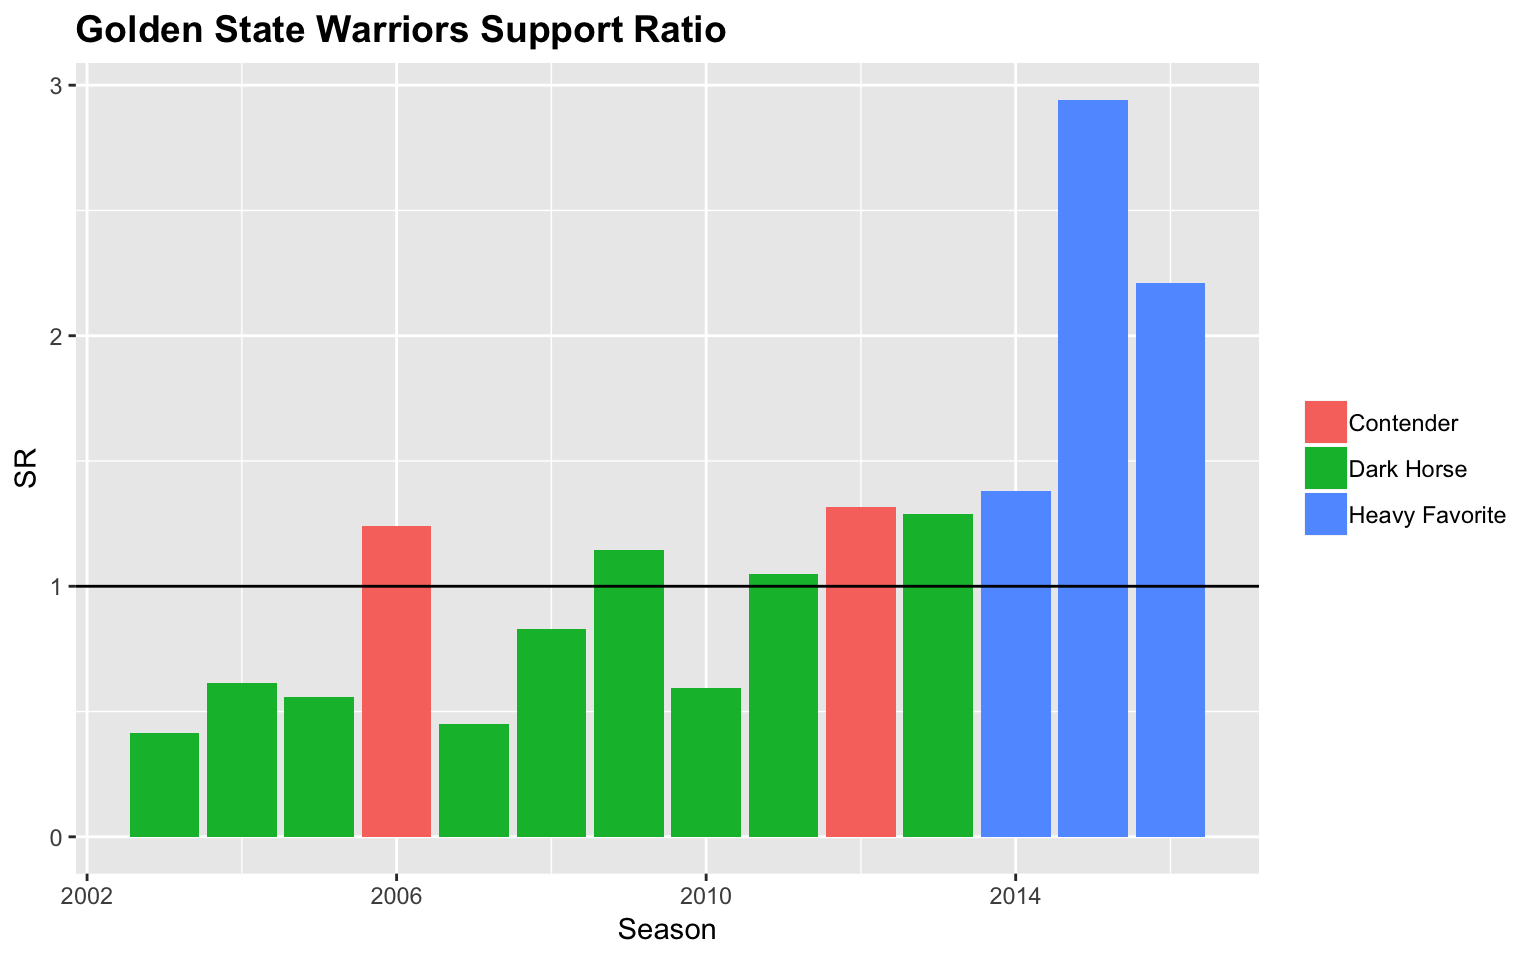 Golden State Warriors Support Ratio
3
2
1
0
SR
2002
2006
2010
2014
Season
Contender
Dark Horse
Heavy Favorite